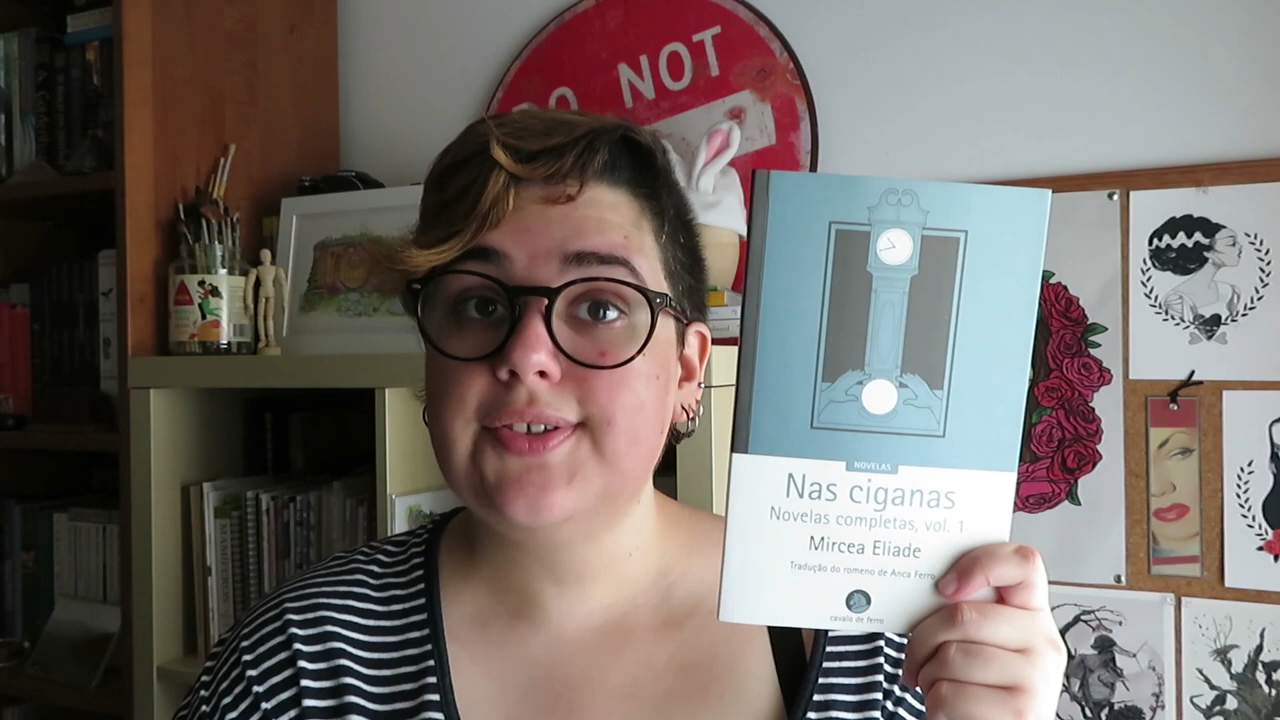 DO NOT
NOVELAS
Nas ciganas
Novelas completas, vol. 1
Mircea Eliade
Tradução do romeno de Anca Ferro
cavalo de ferro